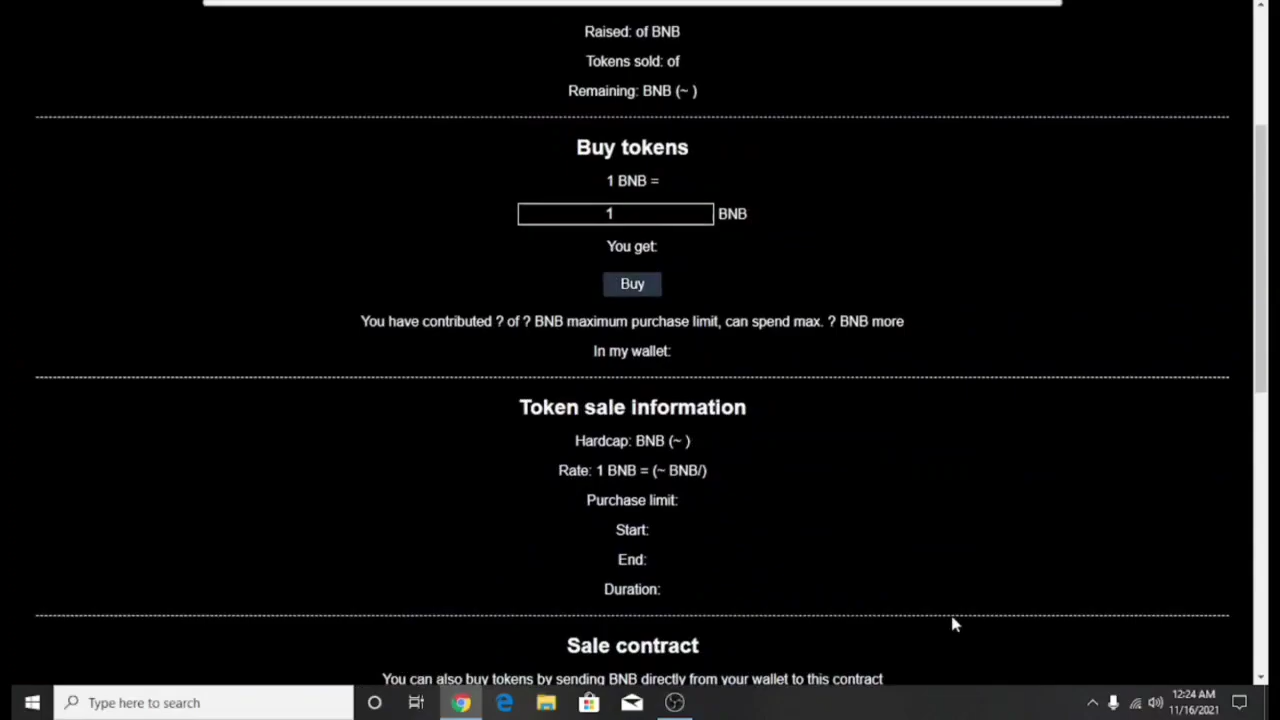 Raised: of BNB
Tokens sold: of
Remaining: BNB (~ )
Buy tokens
1 BNB =
1 BNB
You get:
Buy
You have contributed ? of ? BNB maximum purchase limit, can spend max. ? BNB more
In my wallet:
Token sale information
Hardcap: BNB (~ )
Rate: 1 BNB = (~ BNB/)
Purchase limit:
Start:
End:
Duration:
Sale contract
You can also buy tokens by sending BNB directly from your wallet to this contract
Type here to search
12:24 AM
11/16/2021